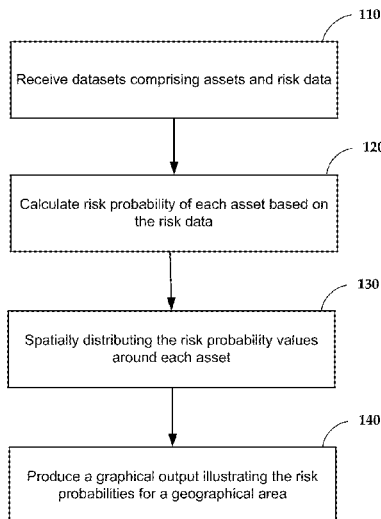 110
Receive datasets comprising assets and risk data
120
Calculate risk probability of each asset based on
the risk data
130
Spatially distributing the risk probability values
around each asset
140
Produce a graphical output illustrating the risk
probabilities for a geographical area